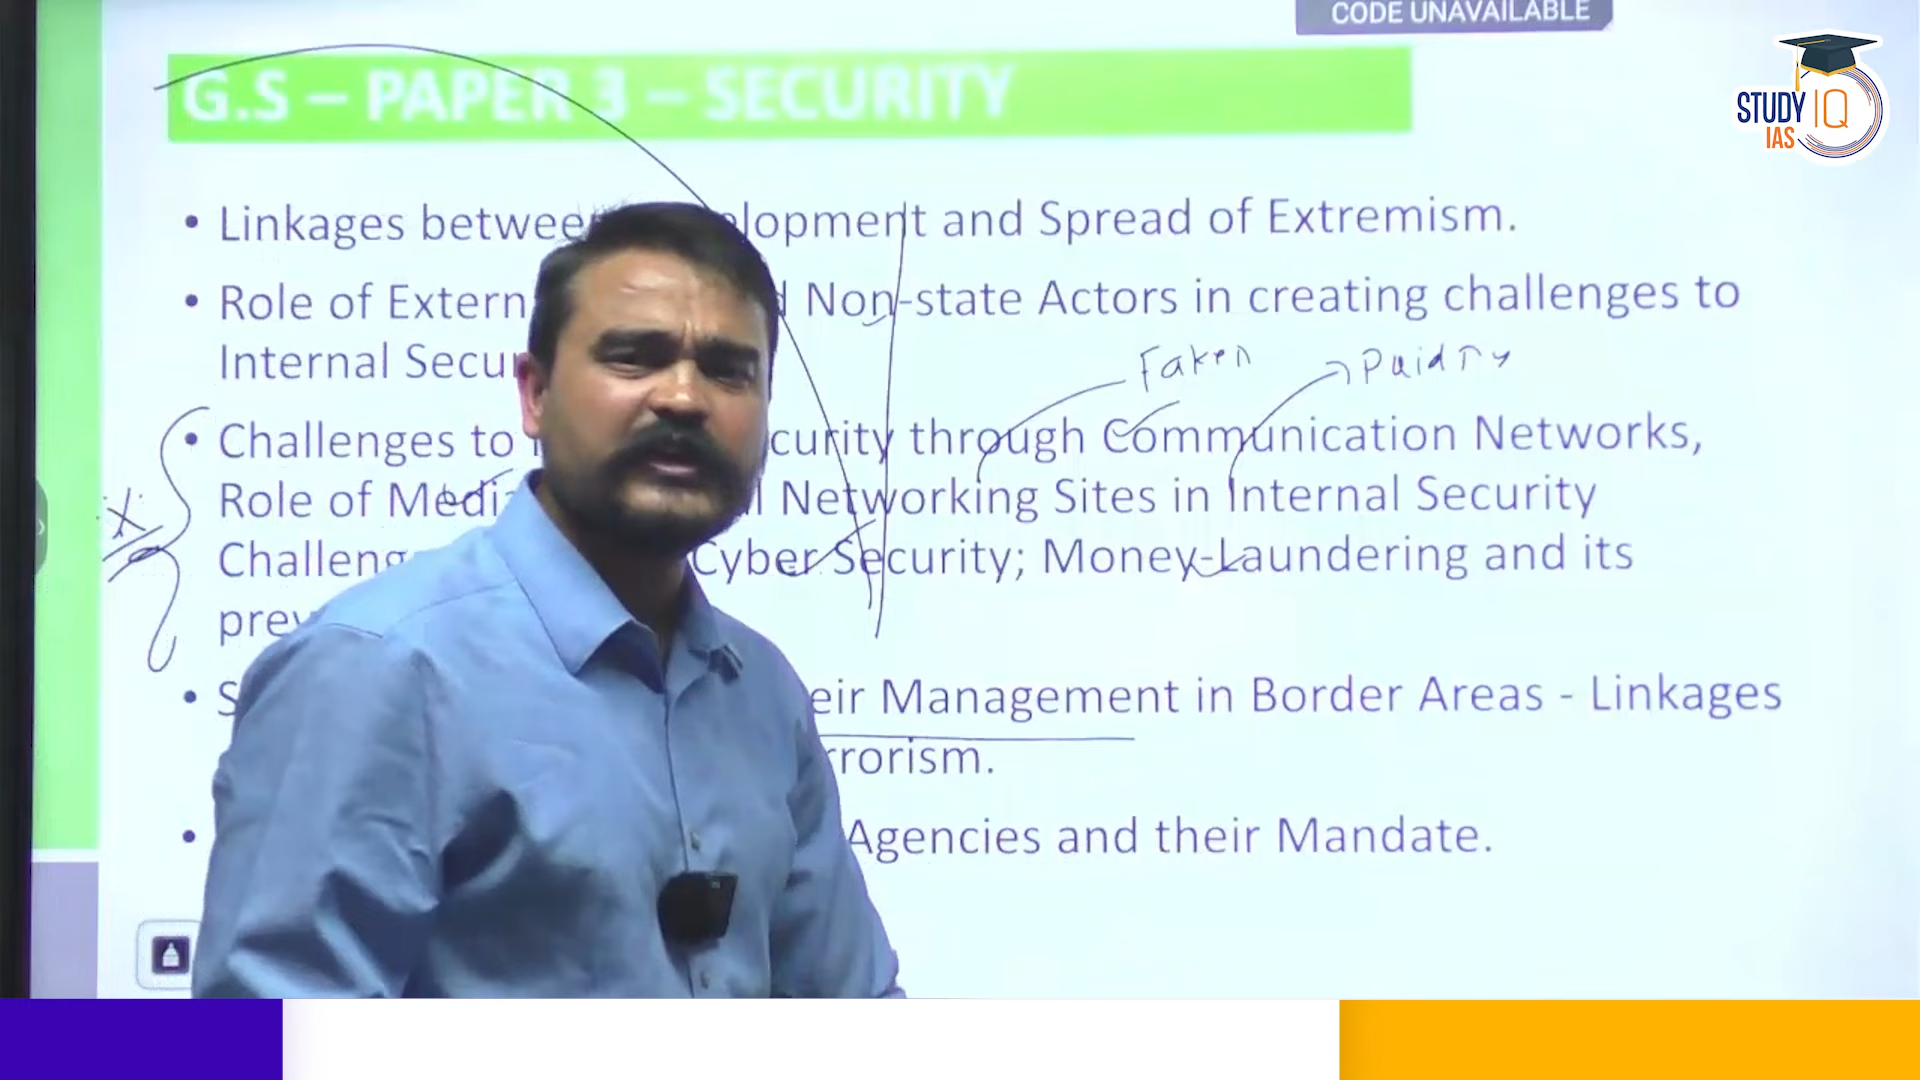 CODE UNAVAILABLE
G.S – PAPER 3 – SECURITY
STUDY IQ
IAS
• Linkages between lopment and Spread of Extremism.
• Role of Extern Non-state Actors in creating challenges to
Internal Secu
Faken
• Challenges to curity through Communication Networks,
Role of Media l Networking Sites in Internal Security
Challeng Cyber Security; Money-Laundering and its
prev
• S eir Management in Border Areas - Linkages
rrorism.
• Agencies and their Mandate.